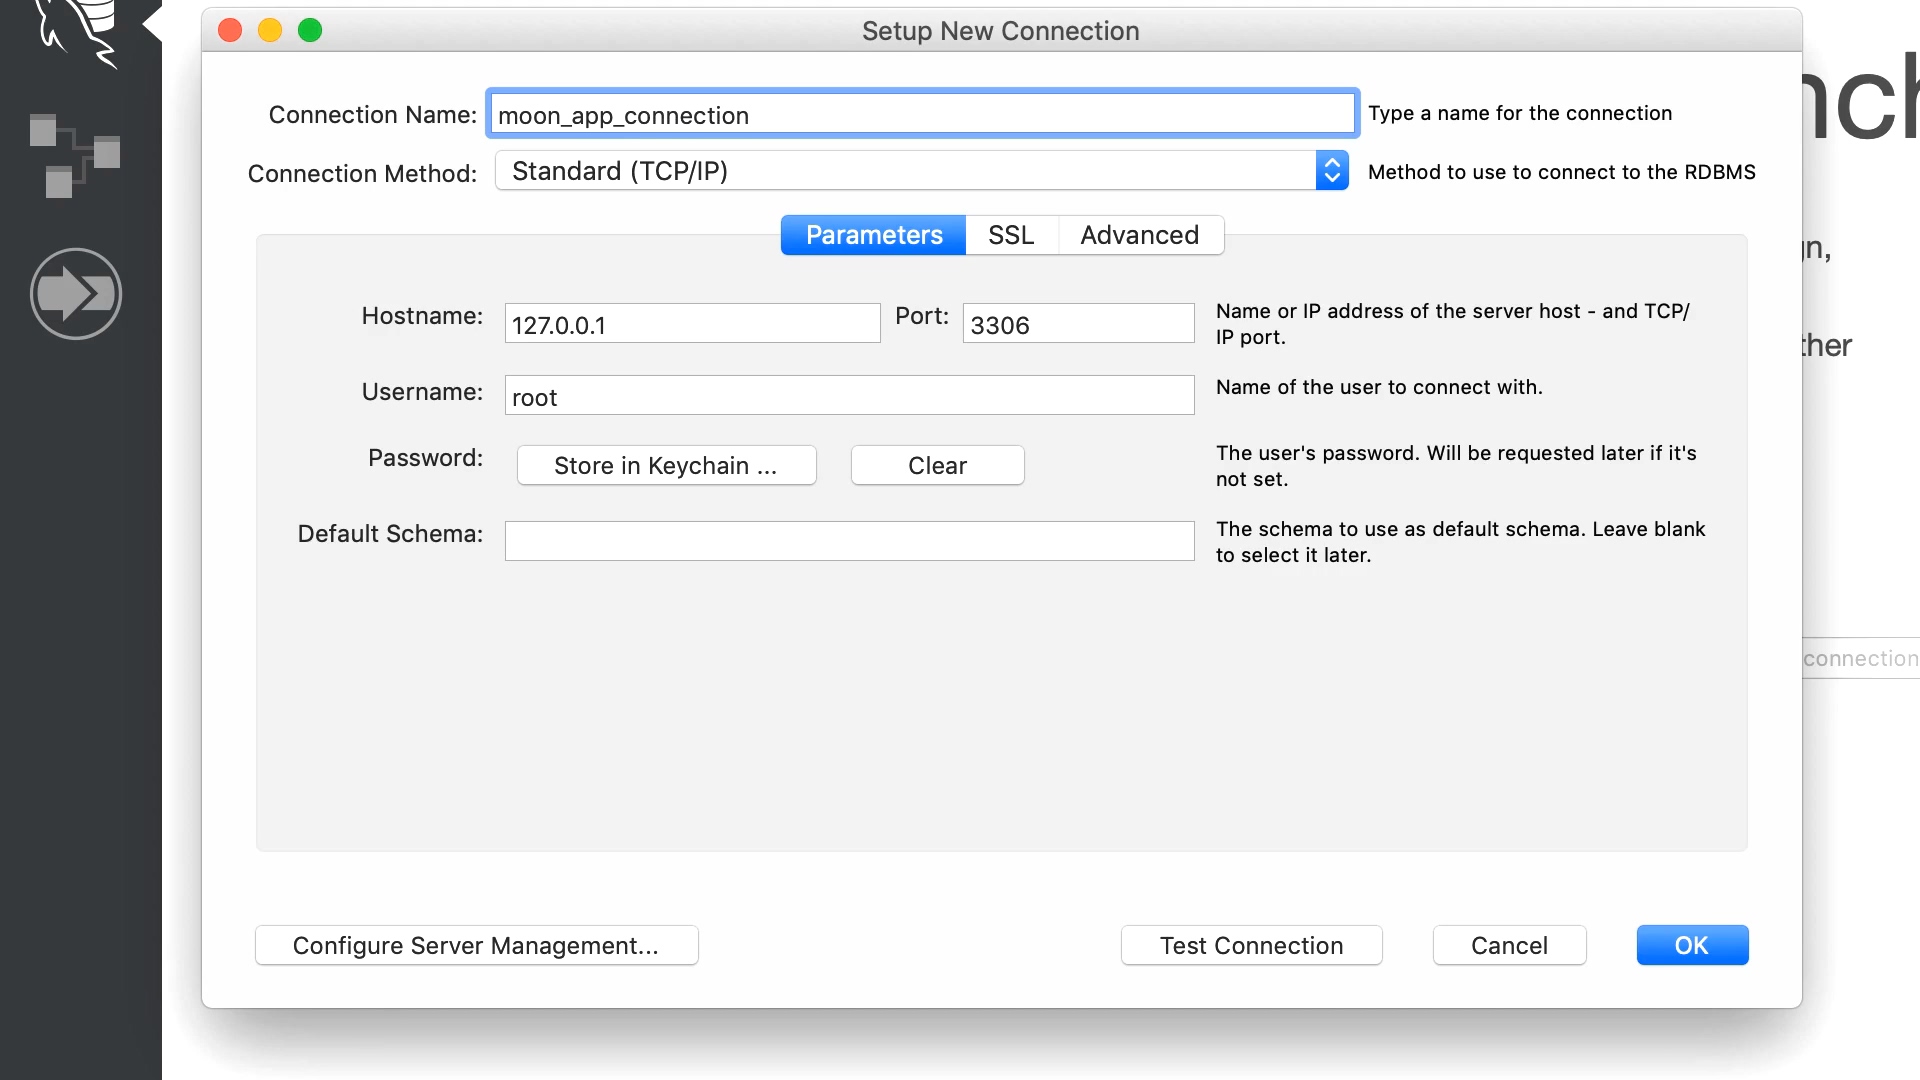 Setup New Connection
Connection Name: moon_app_connection Type a name for the connection
Connection Method: Standard (TCP/IP) Method to use to connect to the RDBMS
Parameters SSL Advanced
Hostname: 127.0.0.1 Port: 3306 Name or IP address of the server host - and TCP/
IP port.
Username: root Name of the user to connect with.
Password: Store in Keychain ... Clear The user's password. Will be requested later if it's
not set.
Default Schema: The schema to use as default schema. Leave blank
to select it later.
connection
Configure Server Management... Test Connection Cancel OK